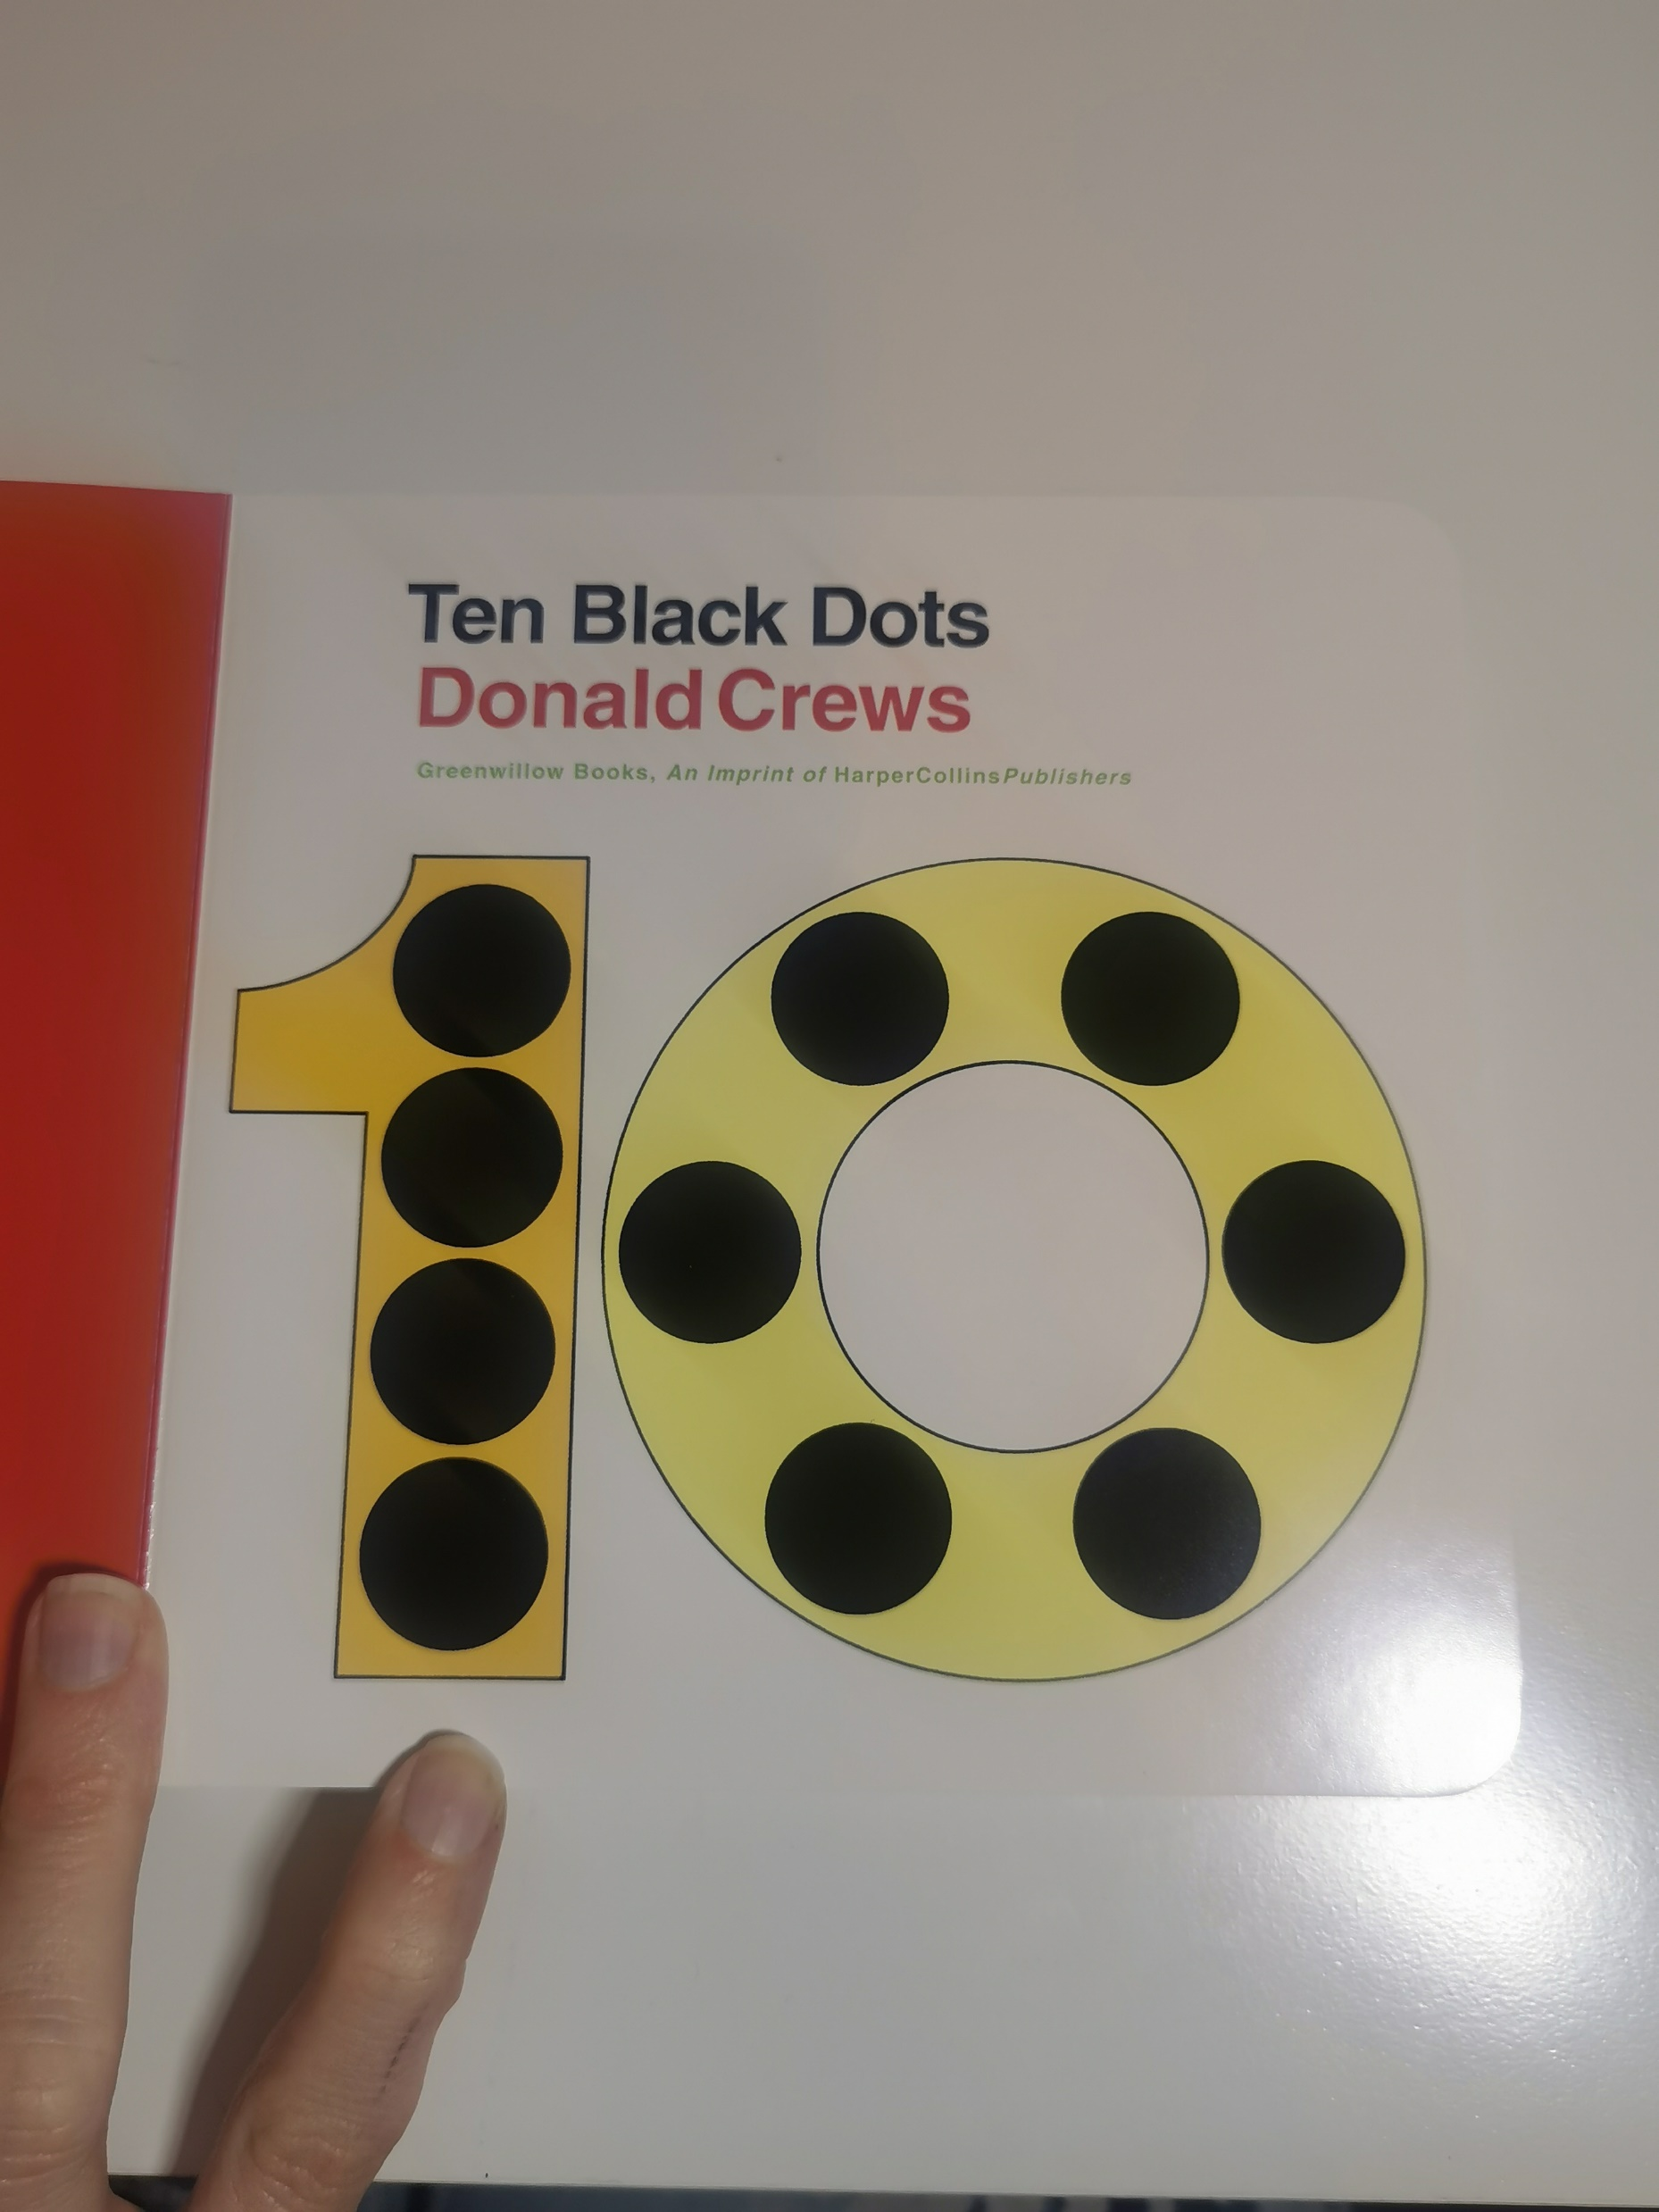 Ten Black Dots
Donald Crews
Greenwillow Books, An Imprint of HarperCollinsPublishers
10